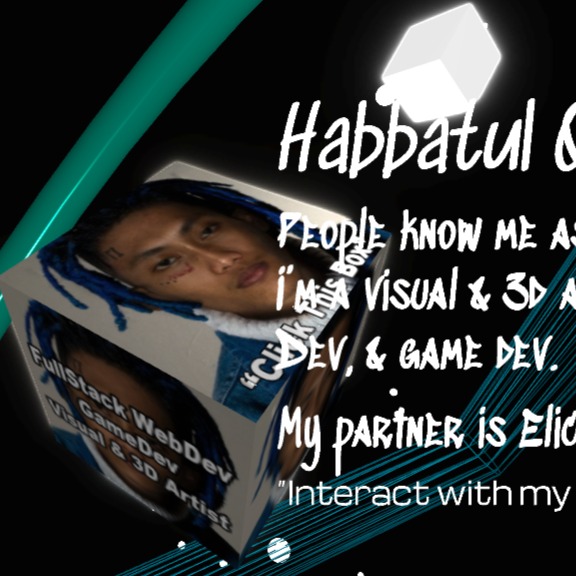 Habbatul &
People know me as
i'm a visual & 3D a
Dev, & game dev.
My partner is Elic
"Interact with my
"Click This Box
FullStack WebDev
GameDev
Visual & 3D Artist